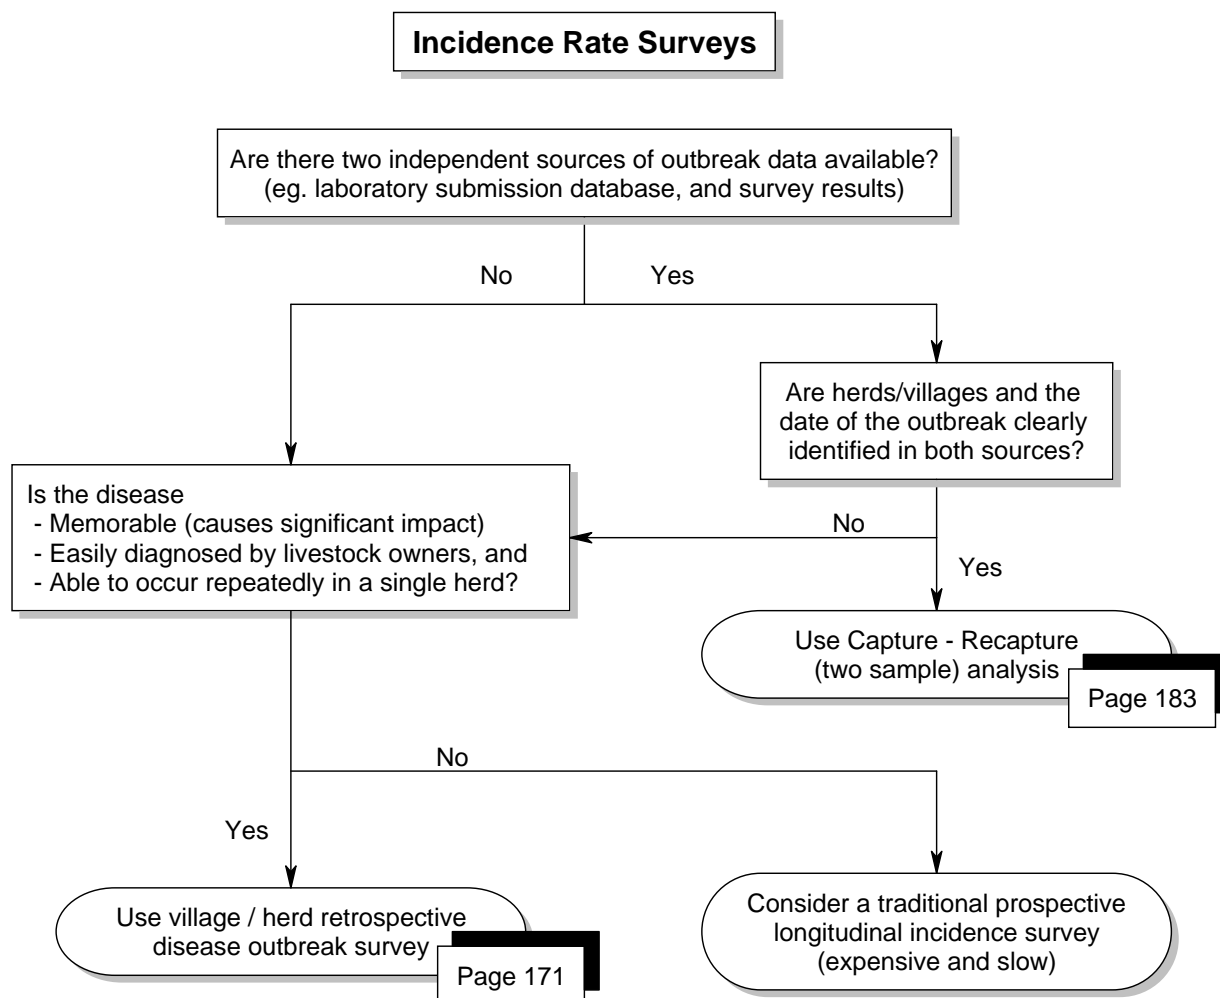 Incidence Rate Surveys
Are there two independent sources of outbreak data available?
(eg. laboratory submission database, and survey results)
No
Yes
Are herds/villages and the
date of the outbreak clearly
identified in both sources?
Is the disease
- Memorable (causes significant impact)
- Easily diagnosed by livestock owners, and
- Able to occur repeatedly in a single herd?
No
Yes
Use Capture - Recapture
(two sample) analysis
Page 183
No
Yes
Use village / herd retrospective
disease outbreak survey
Page 171
Consider a traditional prospective
longitudinal incidence survey
(expensive and slow)